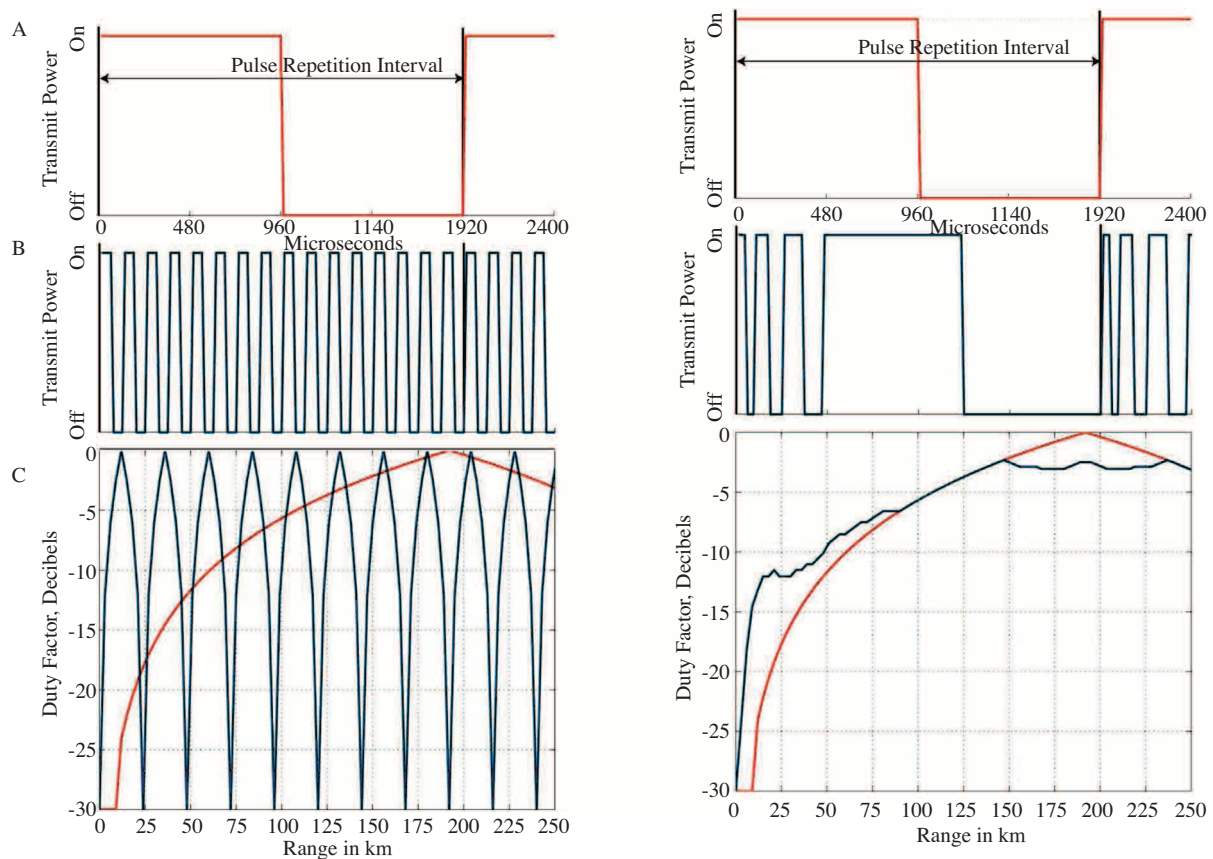 A
On
Transmit Power
Off
Pulse Repetition Interval
0 480 960 1140 1920 2400
Microseconds
On
Transmit Power
Off
Pulse Repetition Interval
0 480 960 1140 1920 2400
Microseconds
B
On
Transmit Power
Off
On
Transmit Power
Off
C
Duty Factor, Decibels
0
-5
-10
-15
-20
-25
-30
0 25 50 75 100 125 150 175 200 225 250
Range in km
Duty Factor, Decibels
0
-5
-10
-15
-20
-25
-30
0 25 50 75 100 125 150 175 200 225 250
Range in km